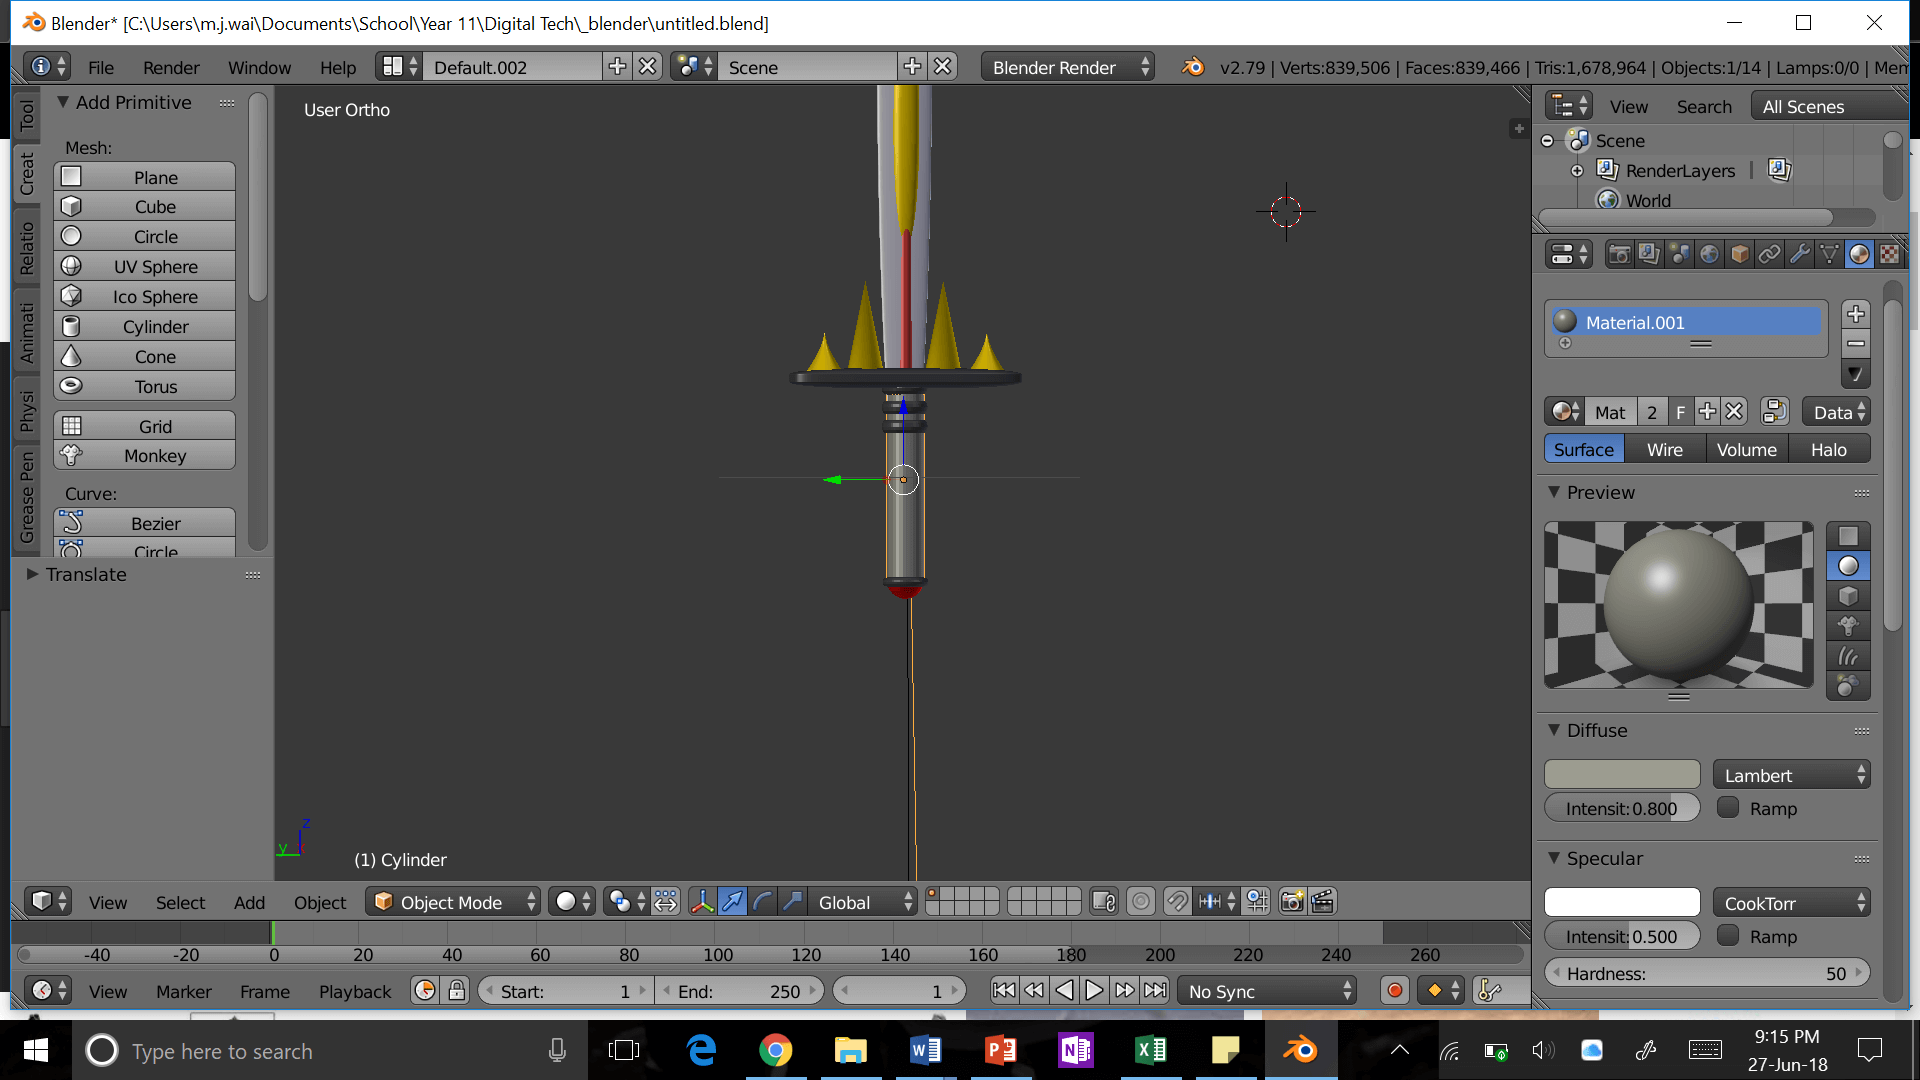 Blender* [C:\Users\m.j.wai\Documents\School\Year 11\Digital Tech\_blender\untitled.blend]
File Render Window Help Default.002 Scene Blender Render v2.79 | Verts:839,506 | Faces:839,466 | Tris:1,678,964 | Objects:1/14 | Lamps:0/0 | Mem
Tool
Creat
Relatio
Animati
Physi
Grease Pen
Add Primitive
Mesh:
Plane
Cube
Circle
UV Sphere
Ico Sphere
Cylinder
Cone
Torus
Grid
Monkey
Curve:
Bezier
Circle
Translate
User Ortho
z
y
(1) Cylinder
View Search All Scenes
Scene
RenderLayers
World
Material.001
Mat 2 F Data
Surface Wire Volume Halo
Preview
Diffuse
Lambert
Intensit:0.800 Ramp
Specular
CookTorr
Intensit:0.500 Ramp
Hardness: 50
View Select Add Object Object Mode Global
-40 -20 0 20 40 60 80 100 120 140 160 180 200 220 240 260
View Marker Frame Playback Start: 1 End: 250 1 No Sync
Type here to search
9:15 PM
27-Jun-18